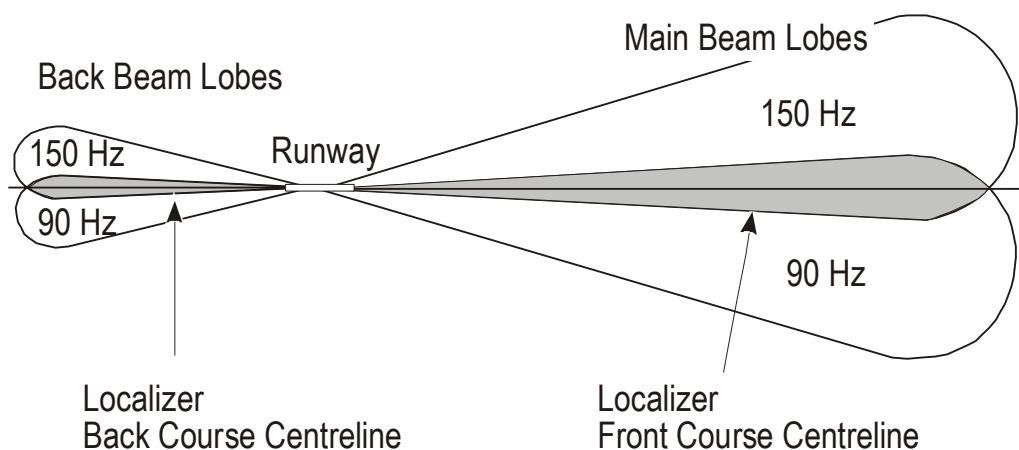 Main Beam Lobes
Back Beam Lobes
150 Hz
150 Hz
Runway
90 Hz
90 Hz
Localizer
Back Course Centreline
Localizer
Front Course Centreline